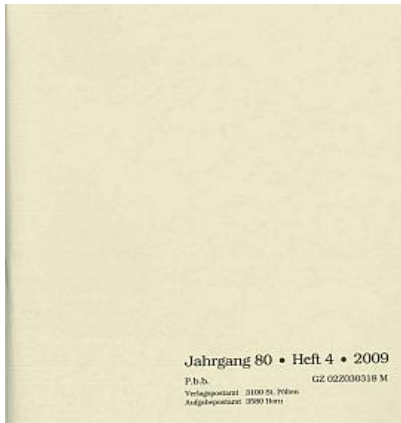 Jahrgang 80 • Heft 4 • 2009
P.b.b. GZ 02Z030318 M
Verlagspostamt 3100 St. Pölten
Aufgabepostamt 3580 Horn